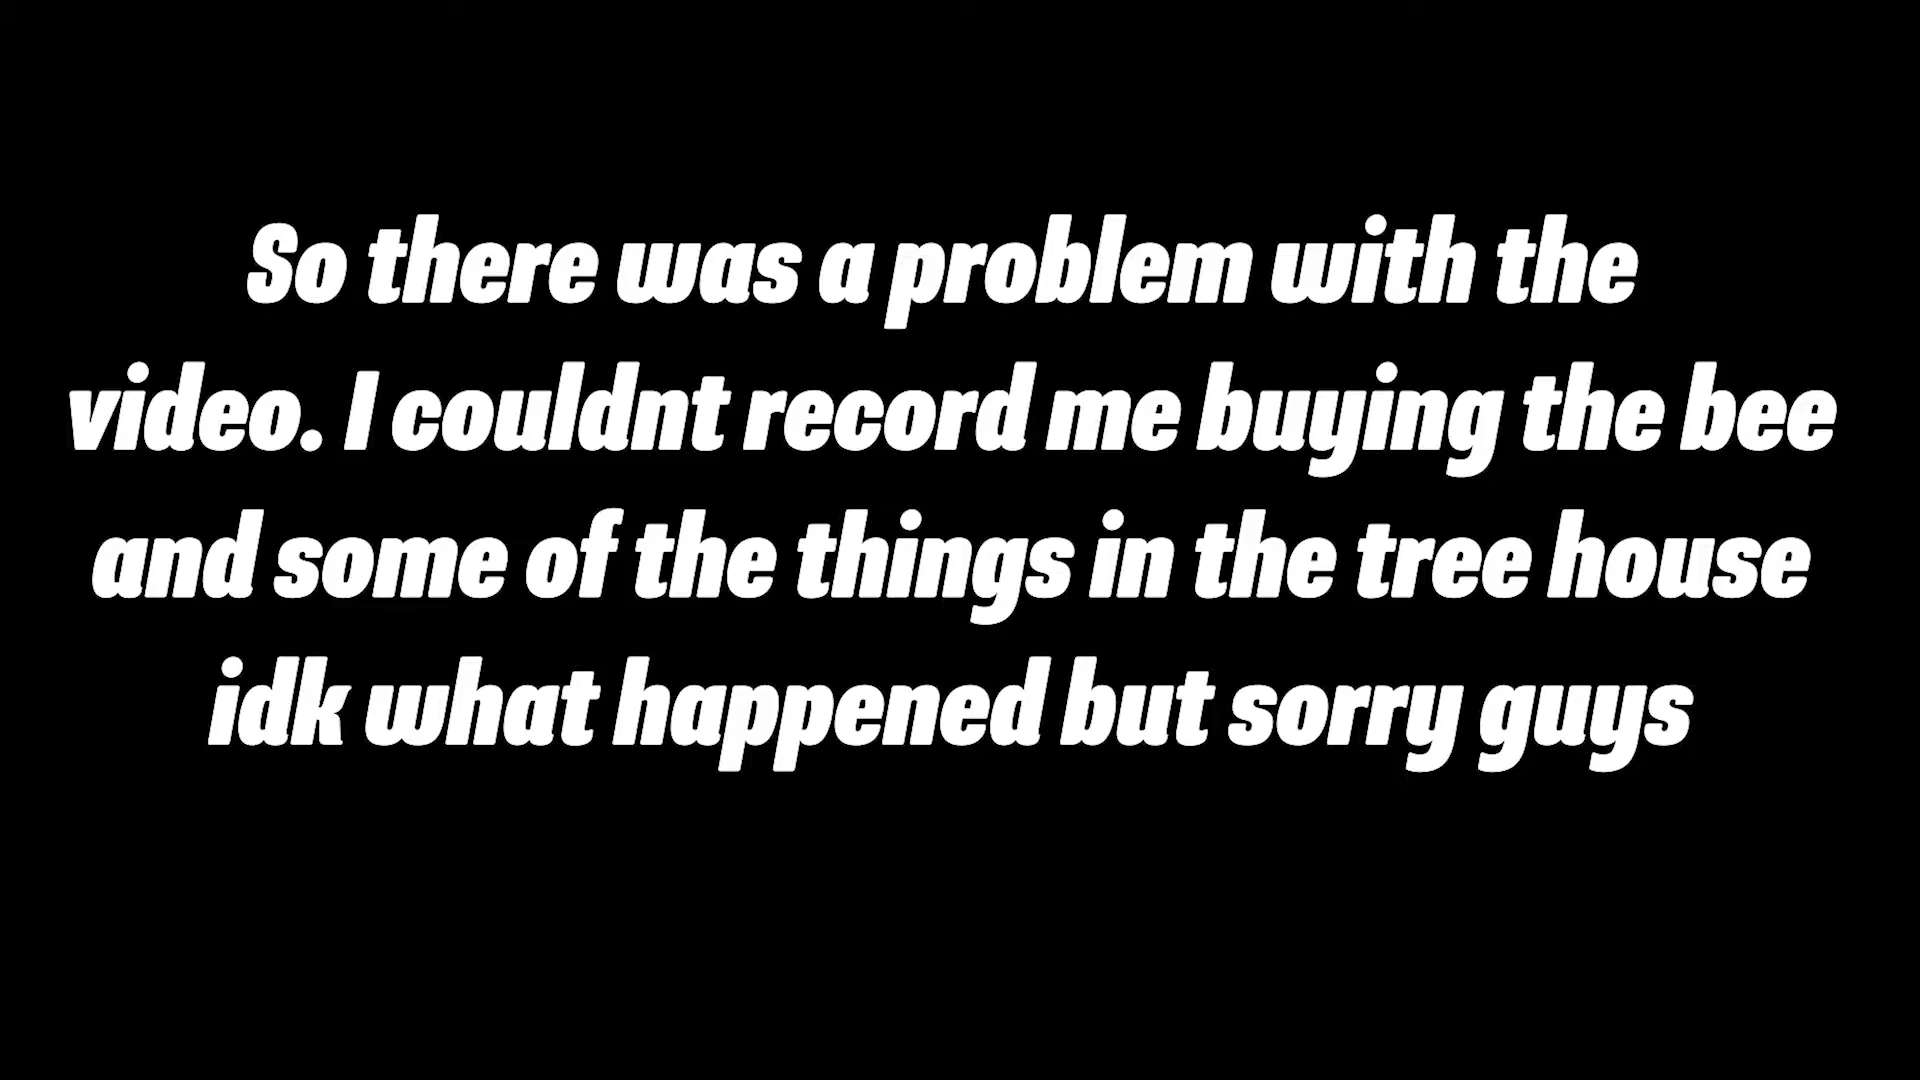 So there was a problem with the
video. I couldnt record me buying the bee
and some of the things in the tree house
idk what happened but sorry guys